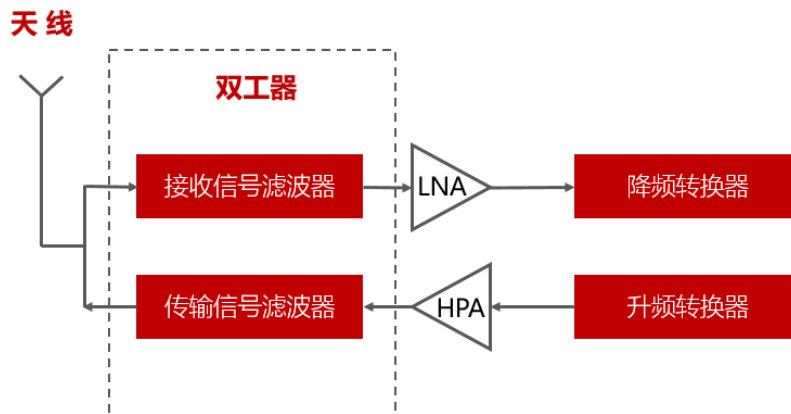 天 线
双工器
接收信号滤波器
LNA
降频转换器
传输信号滤波器
HPA
升频转换器